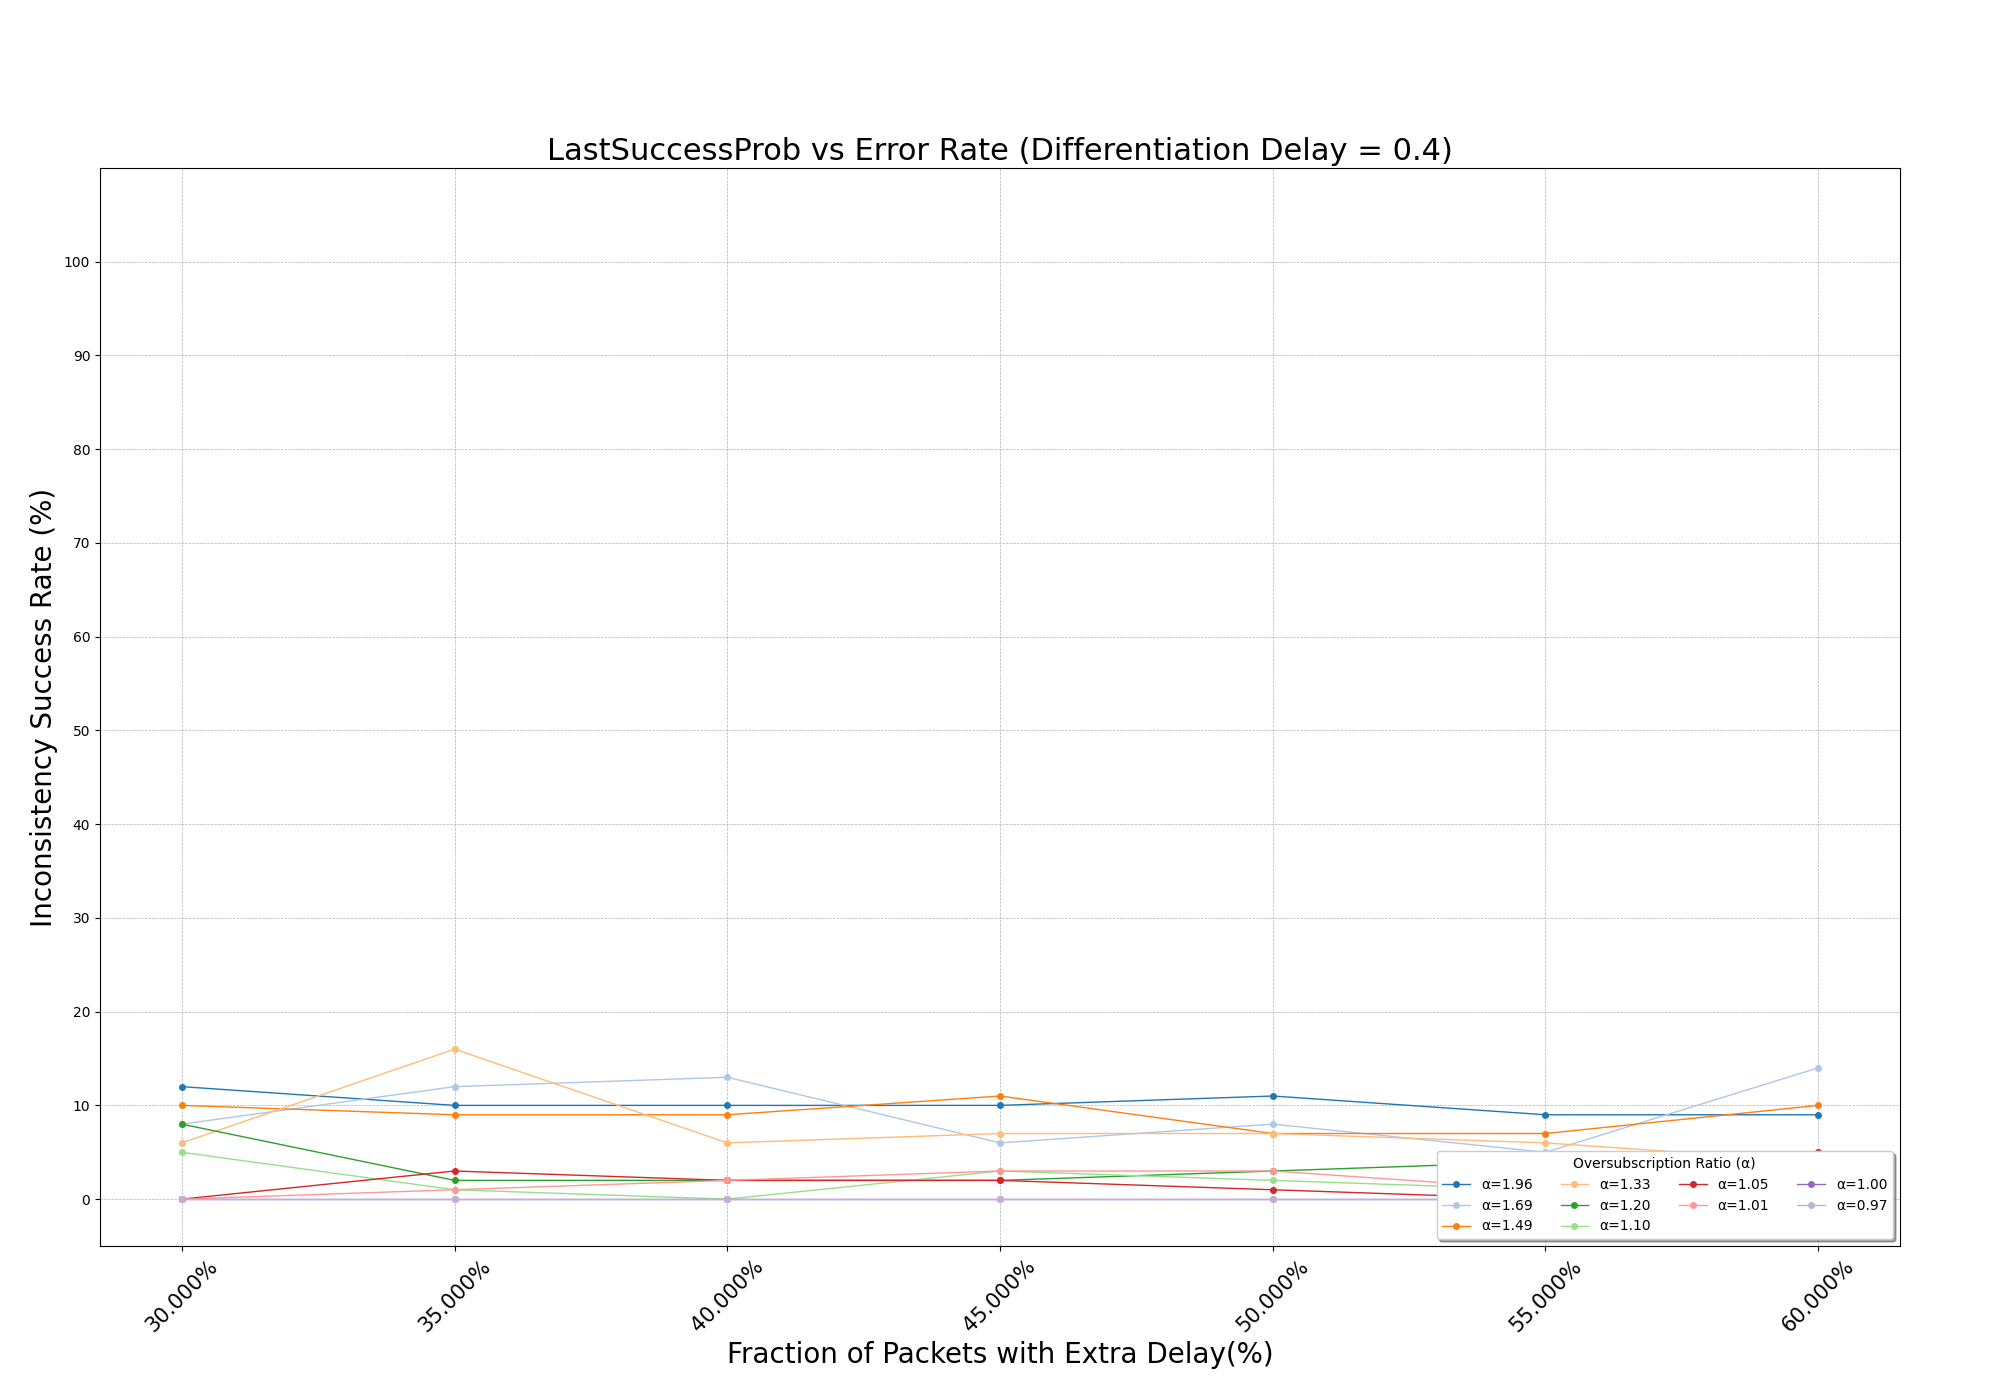 LastSuccessProb vs Error Rate (Differentiation Delay = 0.4)
Inconsistency Success Rate (%)
100
90
80
70
60
50
40
30
20
10
0
Oversubscription Ratio (α)
α=1.96 α=1.33 α=1.05 α=1.00
α=1.69 α=1.20 α=1.01 α=0.97
α=1.49 α=1.10
30.000% 35.000% 40.000% 45.000% 50.000% 55.000% 60.000%
Fraction of Packets with Extra Delay(%)